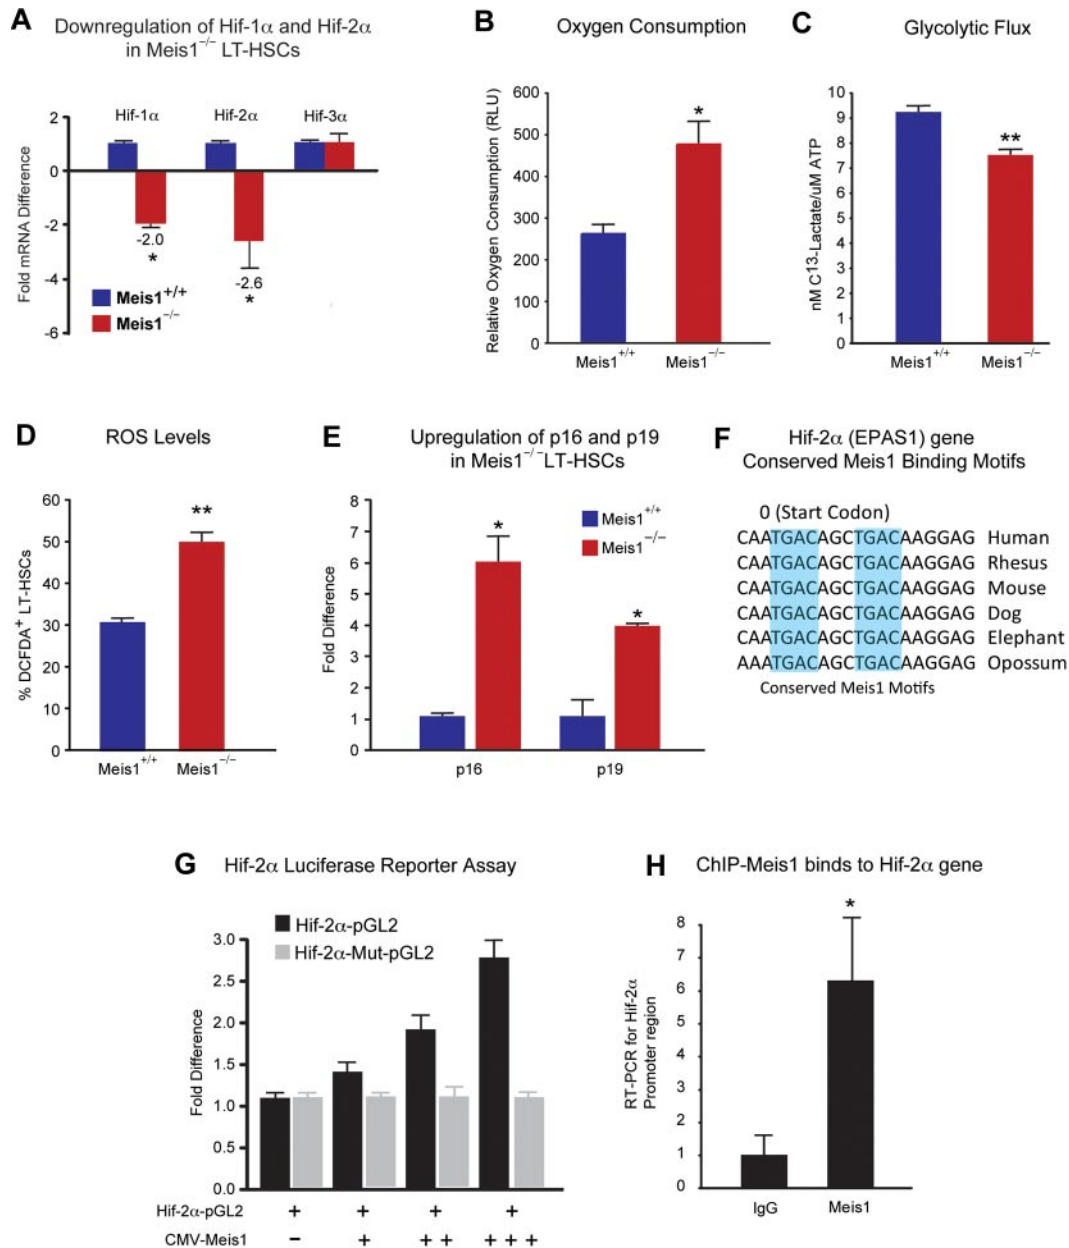 A
Downregulation of Hif-1α and Hif-2α
in Meis1−/− LT-HSCs
Hif-1α Hif-2α Hif-3α
Fold mRNA Difference
2
0
-2
-4
-6
-2.0
*
-2.6
*
Meis1+/+
Meis1−/−
B
Oxygen Consumption
Relative Oxygen Consumption (RLU)
600
500
400
300
200
100
0
*
Meis1+/+ Meis1−/−
C
Glycolytic Flux
nM C13-Lactate/uM ATP
10
9
8
7
6
5
4
3
2
1
0
**
Meis1+/+ Meis1−/−
D
ROS Levels
% DCFDA+ LT-HSCs
60
50
40
30
20
10
0
**
Meis1+/+ Meis1−/−
E
Upregulation of p16 and p19
in Meis1−/−LT-HSCs
Fold Difference
8
7
6
5
4
3
2
1
0
*
*
Meis1+/+
Meis1−/−
p16 p19
F
Hif-2α (EPAS1) gene
Conserved Meis1 Binding Motifs
0 (Start Codon)
CAATGACAGCTGACAAGGAG Human
CAATGACAGCTGACAAGGAG Rhesus
CAATGACAGCTGACAAGGAG Mouse
CAATGACAGCTGACAAGGAG Dog
CAATGACAGCTGACAAGGAG Elephant
AAATGACAGCTGACAAGGAG Opossum
Conserved Meis1 Motifs
G
Hif-2α Luciferase Reporter Assay
Hif-2α-pGL2
Hif-2α-Mut-pGL2
Fold Difference
3.0
2.5
2.0
1.5
1.0
0.5
0.0
Hif-2α-pGL2 + + + +
CMV-Meis1 − + + + + + +
H
ChIP-Meis1 binds to Hif-2α gene
RT-PCR for Hif-2α
Promoter region
8
7
6
5
4
3
2
1
0
*
IgG Meis1